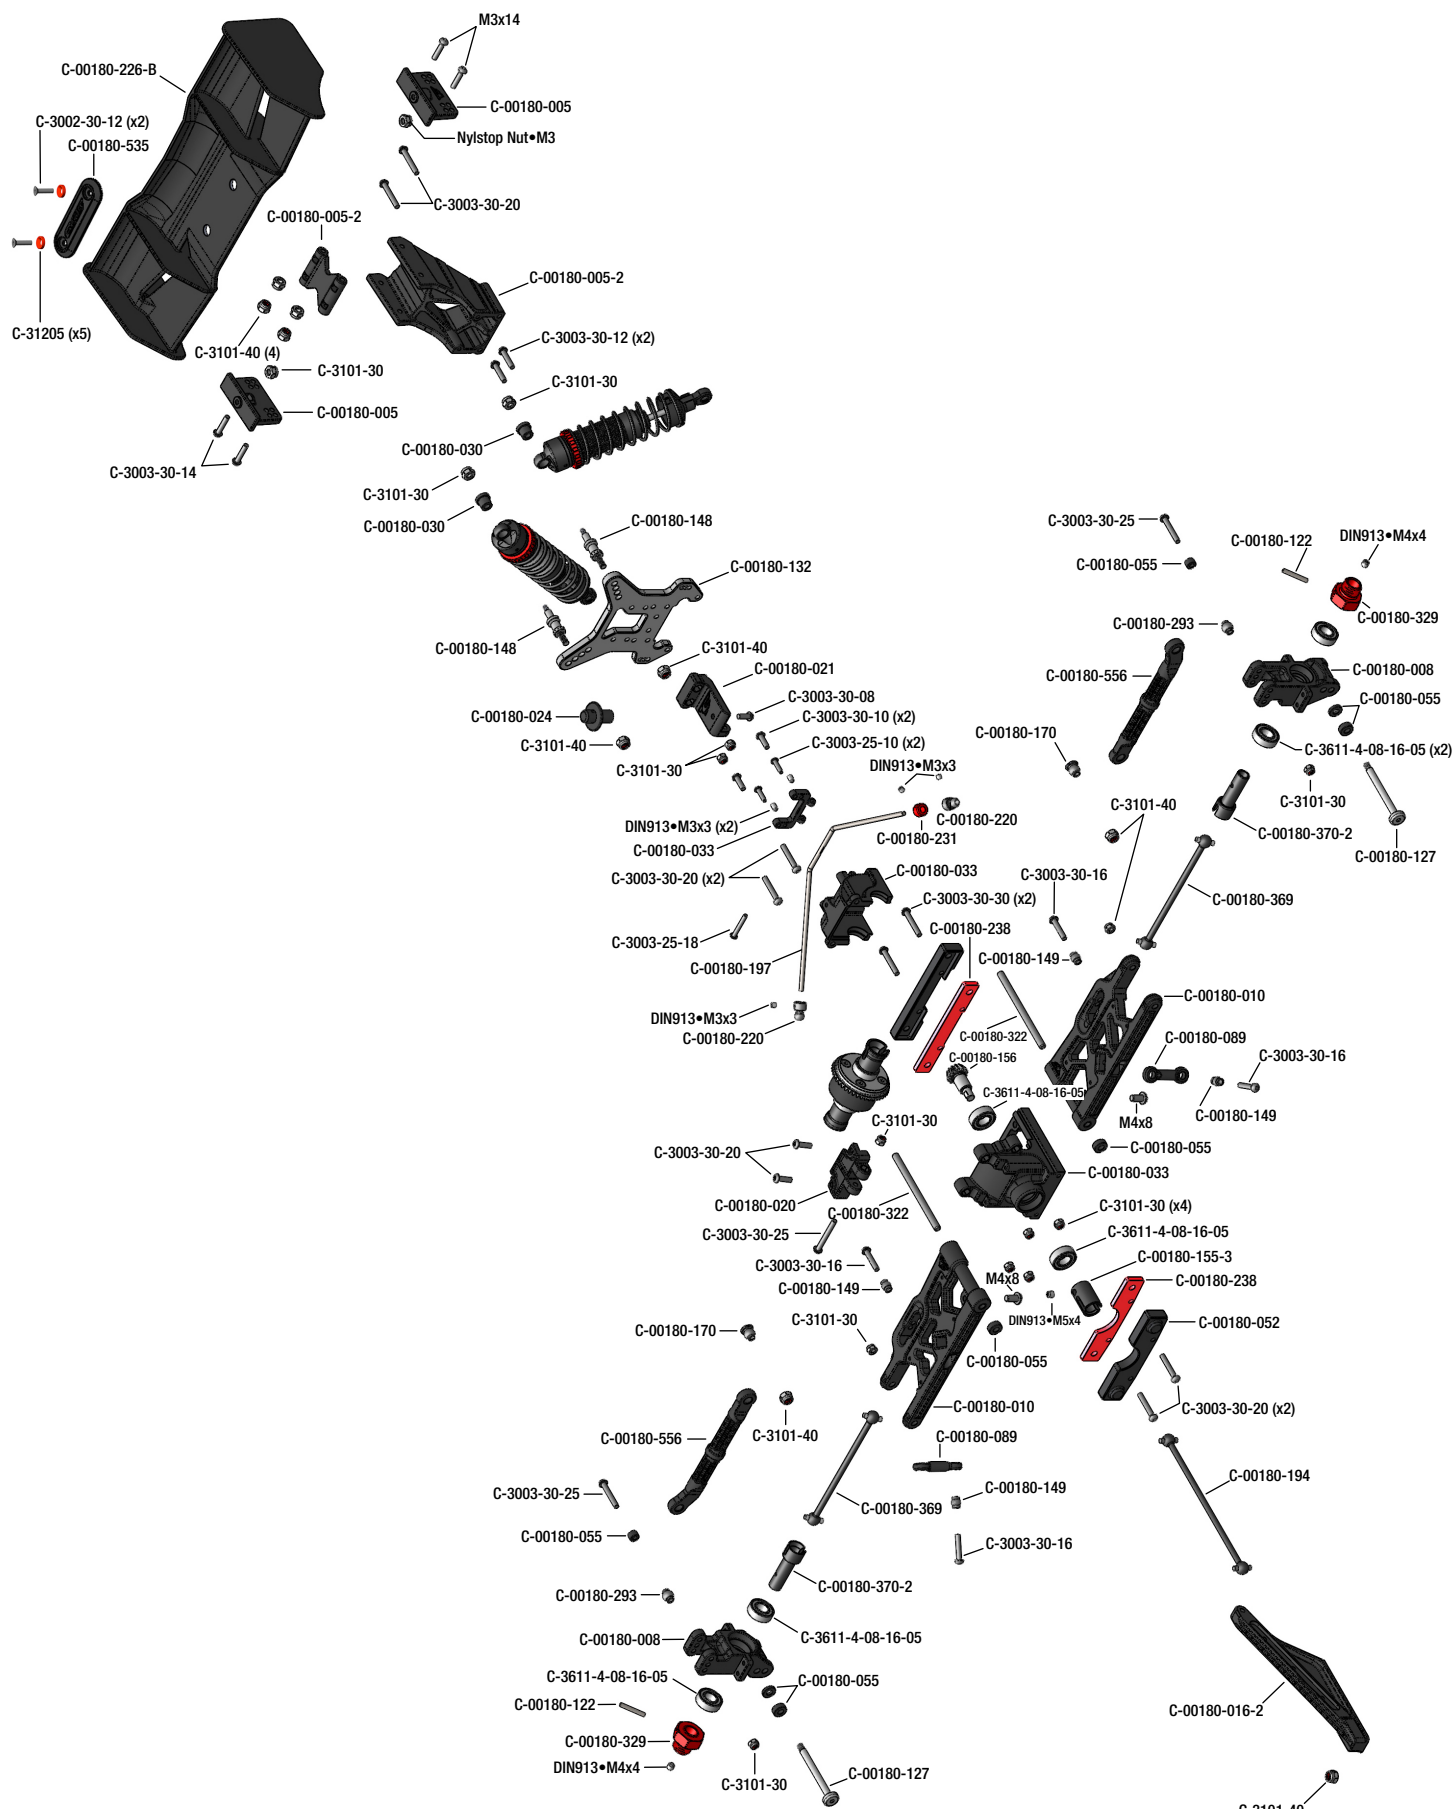 M3x14
C-00180-226-B
C-00180-005
C-3002-30-12 (x2)
Nylstop Nut•M3
C-00180-535
C-3003-30-20
C-00180-005-2
C-00180-005-2
C-31205 (x5)
C-3003-30-12 (x2)
C-3101-40 (4)
C-3101-30
C-3101-30
C-00180-005
C-00180-030
C-3003-30-14
C-3101-30
C-00180-030
C-00180-148
C-3003-30-25
C-00180-122
DIN913•M4x4
C-00180-132
C-00180-055
C-00180-329
C-00180-293
C-00180-148
C-3101-40
C-00180-021
C-00180-556
C-00180-008
C-3003-30-08
C-00180-055
C-00180-024
C-3003-30-10 (x2)
C-00180-170
C-3101-40
C-3003-25-10 (x2)
C-3611-4-08-16-05 (x2)
C-3101-30
DIN913•M3x3
C-3101-30
C-3101-40
C-00180-220
DIN913•M3x3 (x2)
C-00180-231
C-00180-370-2
C-00180-033
C-00180-127
C-00180-033
C-3003-30-20 (x2)
C-3003-30-16
C-3003-30-30 (x2)
C-00180-369
C-00180-238
C-3003-25-18
C-00180-149
C-00180-197
C-00180-010
DIN913•M3x3
C-00180-322
C-00180-220
C-00180-089
C-00180-156
C-3003-30-16
C-3611-4-08-16-05
C-00180-149
M4x8
C-3101-30
C-00180-055
C-3003-30-20
C-00180-033
C-00180-020
C-00180-322
C-3101-30 (x4)
C-3003-30-25
C-3611-4-08-16-05
C-3003-30-16
C-00180-155-3
M4x8
C-00180-238
C-00180-149
C-3101-30
DIN913•M5x4
C-00180-052
C-00180-170
C-00180-055
C-00180-010
C-3003-30-20 (x2)
C-00180-556
C-3101-40
C-00180-089
C-00180-194
C-3003-30-25
C-00180-149
C-00180-369
C-00180-055
C-3003-30-16
C-00180-370-2
C-00180-293
C-00180-008
C-3611-4-08-16-05
C-3611-4-08-16-05
C-00180-055
C-00180-122
C-00180-016-2
C-00180-329
DIN913•M4x4
C-00180-127
C-3101-30